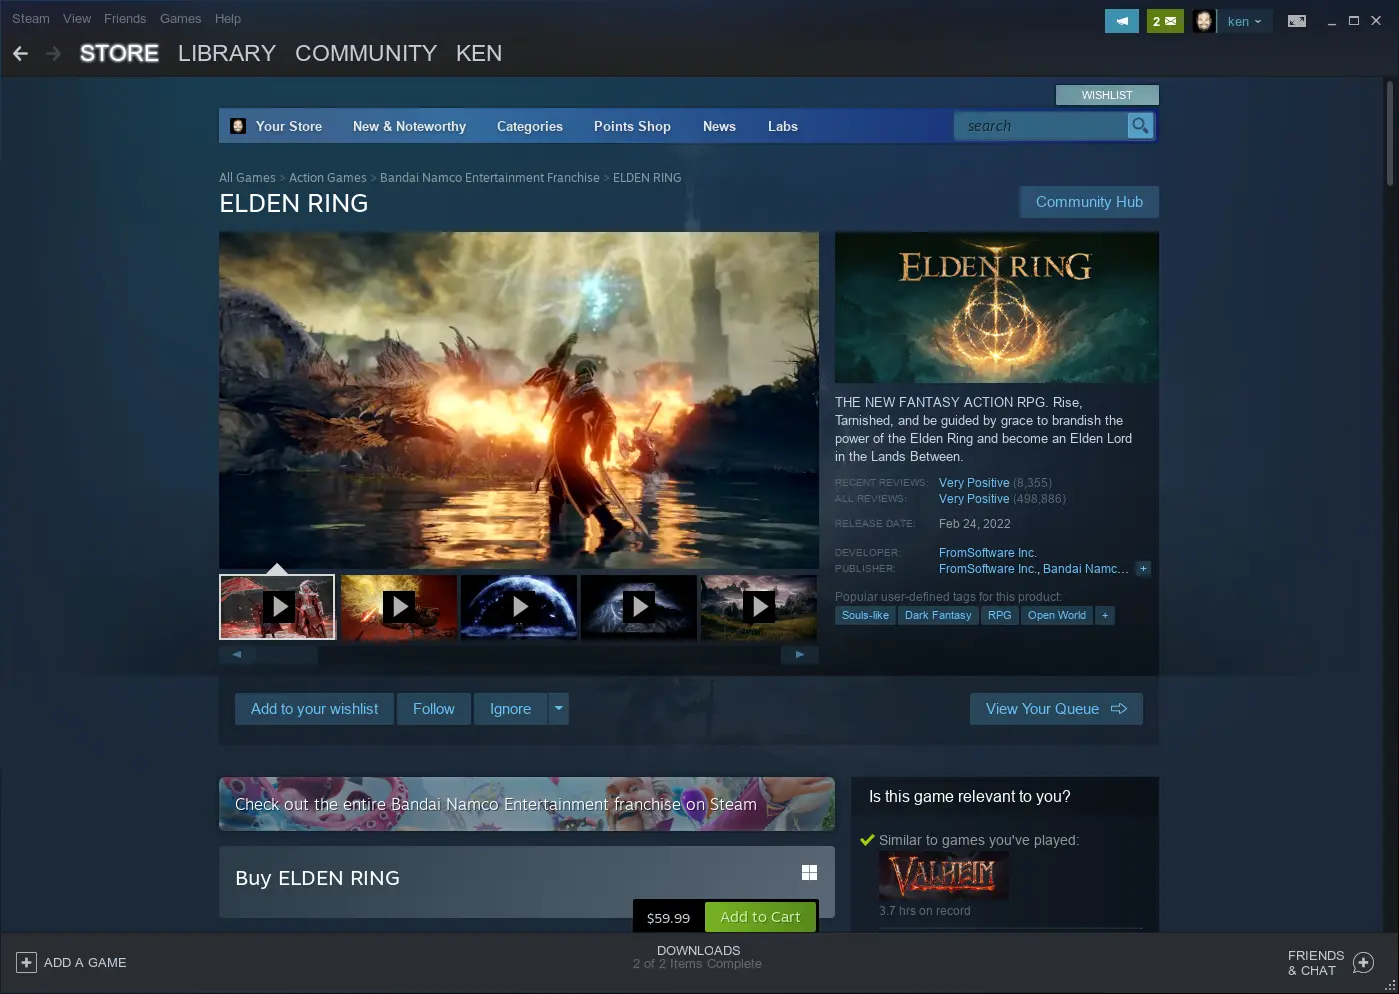 Steam View Friends Games Help
2
ken
STORE LIBRARY COMMUNITY KEN
WISHLIST
Your Store New & Noteworthy Categories Points Shop News Labs
search
All Games > Action Games > Bandai Namco Entertainment Franchise > ELDEN RING
ELDEN RING
Community Hub
ELDEN RING
THE NEW FANTASY ACTION RPG. Rise,
Tarnished, and be guided by grace to brandish the
power of the Elden Ring and become an Elden Lord
in the Lands Between.
RECENT REVIEWS: Very Positive (8,355)
ALL REVIEWS: Very Positive (498,886)
RELEASE DATE: Feb 24, 2022
DEVELOPER: FromSoftware Inc.
PUBLISHER: FromSoftware Inc., Bandai Namc... +
Popular user-defined tags for this product:
Souls-like Dark Fantasy RPG Open World +
Add to your wishlist Follow Ignore
View Your Queue
Check out the entire Bandai Namco Entertainment franchise on Steam
Is this game relevant to you?
Similar to games you've played:
VALHEIM
3.7 hrs on record
Buy ELDEN RING
$59.99 Add to Cart
ADD A GAME
DOWNLOADS
2 of 2 Items Complete
FRIENDS
& CHAT